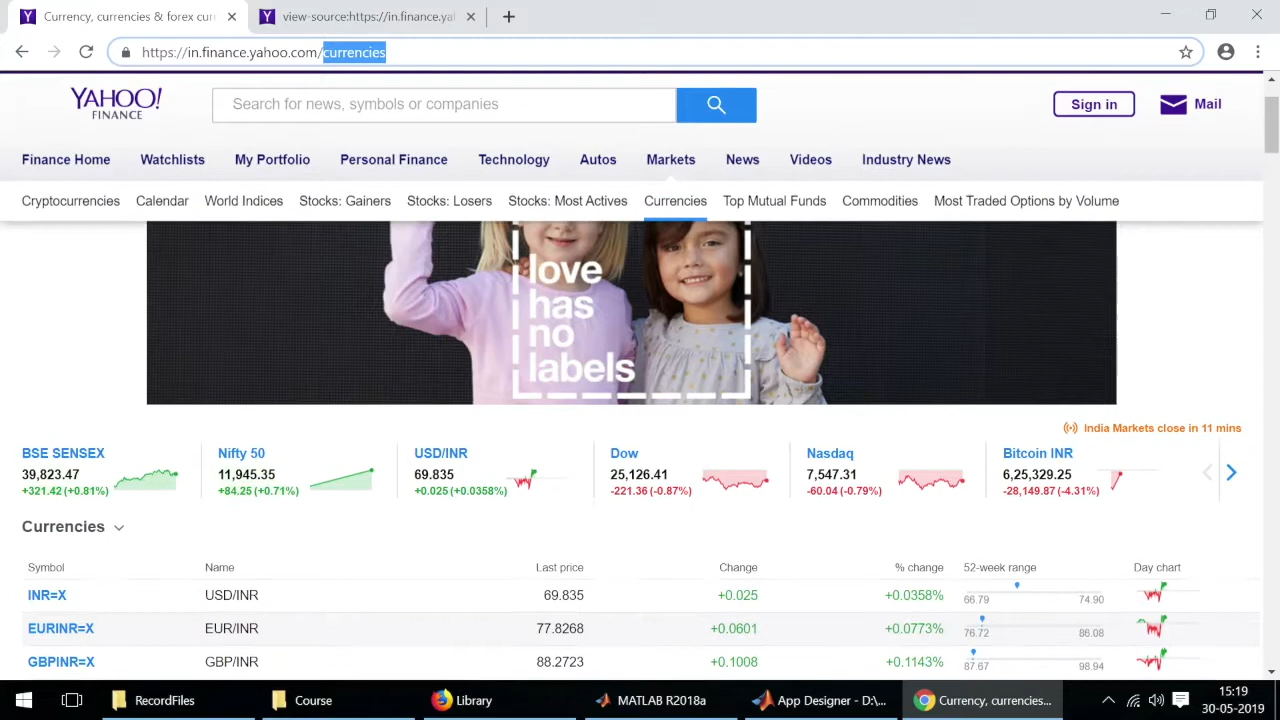 Currency, currencies & forex cur
view-source:https://in.finance.ya
https://in.finance.yahoo.com/currencies
YAHOO!
FINANCE
Search for news, symbols or companies
Sign in
Mail
Finance Home Watchlists My Portfolio Personal Finance Technology Autos Markets News Videos Industry News
Cryptocurrencies Calendar World Indices Stocks: Gainers Stocks: Losers Stocks: Most Actives Currencies Top Mutual Funds Commodities Most Traded Options by Volume
love
has
no
labels
India Markets close in 11 mins
BSE SENSEX Nifty 50 USD/INR Dow Nasdaq Bitcoin INR
39,823.47 11,945.35 69.835 25,126.41 7,547.31 6,25,329.25
+321.42 (+0.81%) +84.25 (+0.71%) +0.025 (+0.0358%) -221.36 (-0.87%) -60.04 (-0.79%) -28,149.87 (-4.31%)
Currencies
Symbol Name Last price Change % change 52-week range Day chart
INR=X USD/INR 69.835 +0.025 +0.0358% 66.79 74.90
EURINR=X EUR/INR 77.8268 +0.0601 +0.0773% 76.72 86.08
GBPINR=X GBP/INR 88.2723 +0.1008 +0.1143% 87.67 98.94
RecordFiles Course Library MATLAB R2018a App Designer - D:\... Currency, currencies...
15:19
30-05-2019